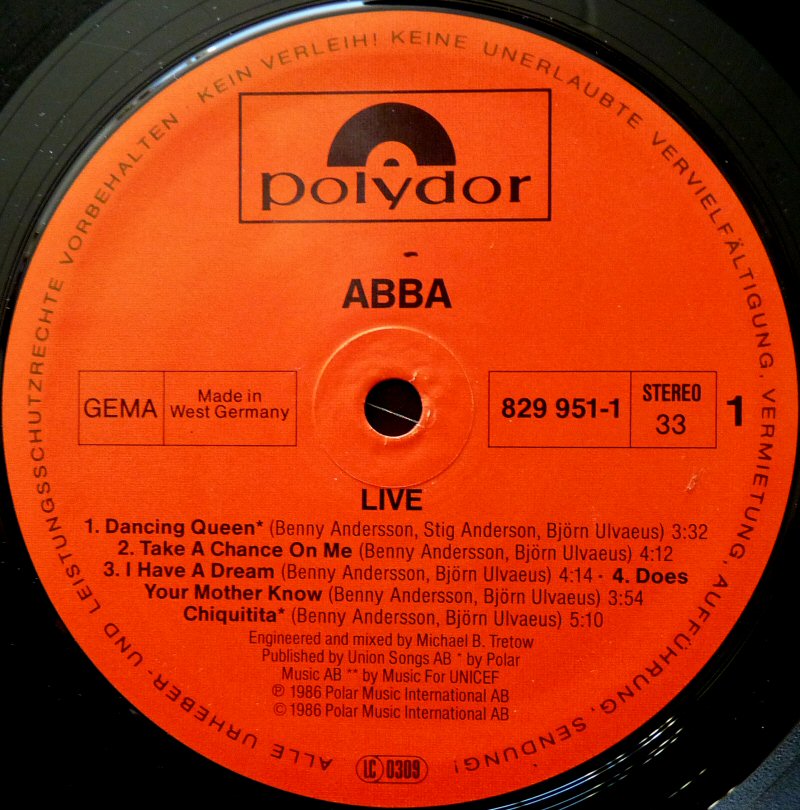 ALLE URHEBER- UND LEISTUNGSSCHUTZRECHTE VORBEHALTEN · KEIN VERLEIH! KEINE UNERLAUBTE VERVIELFÄLTIGUNG, VERMIETUNG, AUFFÜHRUNG, SENDUNG!
polydor
ABBA
GEMA
Made in
West Germany
829 951-1
STEREO
33
1
LIVE
1. Dancing Queen* (Benny Andersson, Stig Anderson, Björn Ulvaeus) 3:32
2. Take A Chance On Me (Benny Andersson, Björn Ulvaeus) 4:12
3. I Have A Dream (Benny Andersson, Björn Ulvaeus) 4:14 · 4. Does
Your Mother Know (Benny Andersson, Björn Ulvaeus) 3:54
Chiquitita* (Benny Andersson, Björn Ulvaeus) 5:10
Engineered and mixed by Michael B. Tretow
Published by Union Songs AB * by Polar
Music AB ** by Music For UNICEF
℗ 1986 Polar Music International AB
© 1986 Polar Music International AB
LC 0309